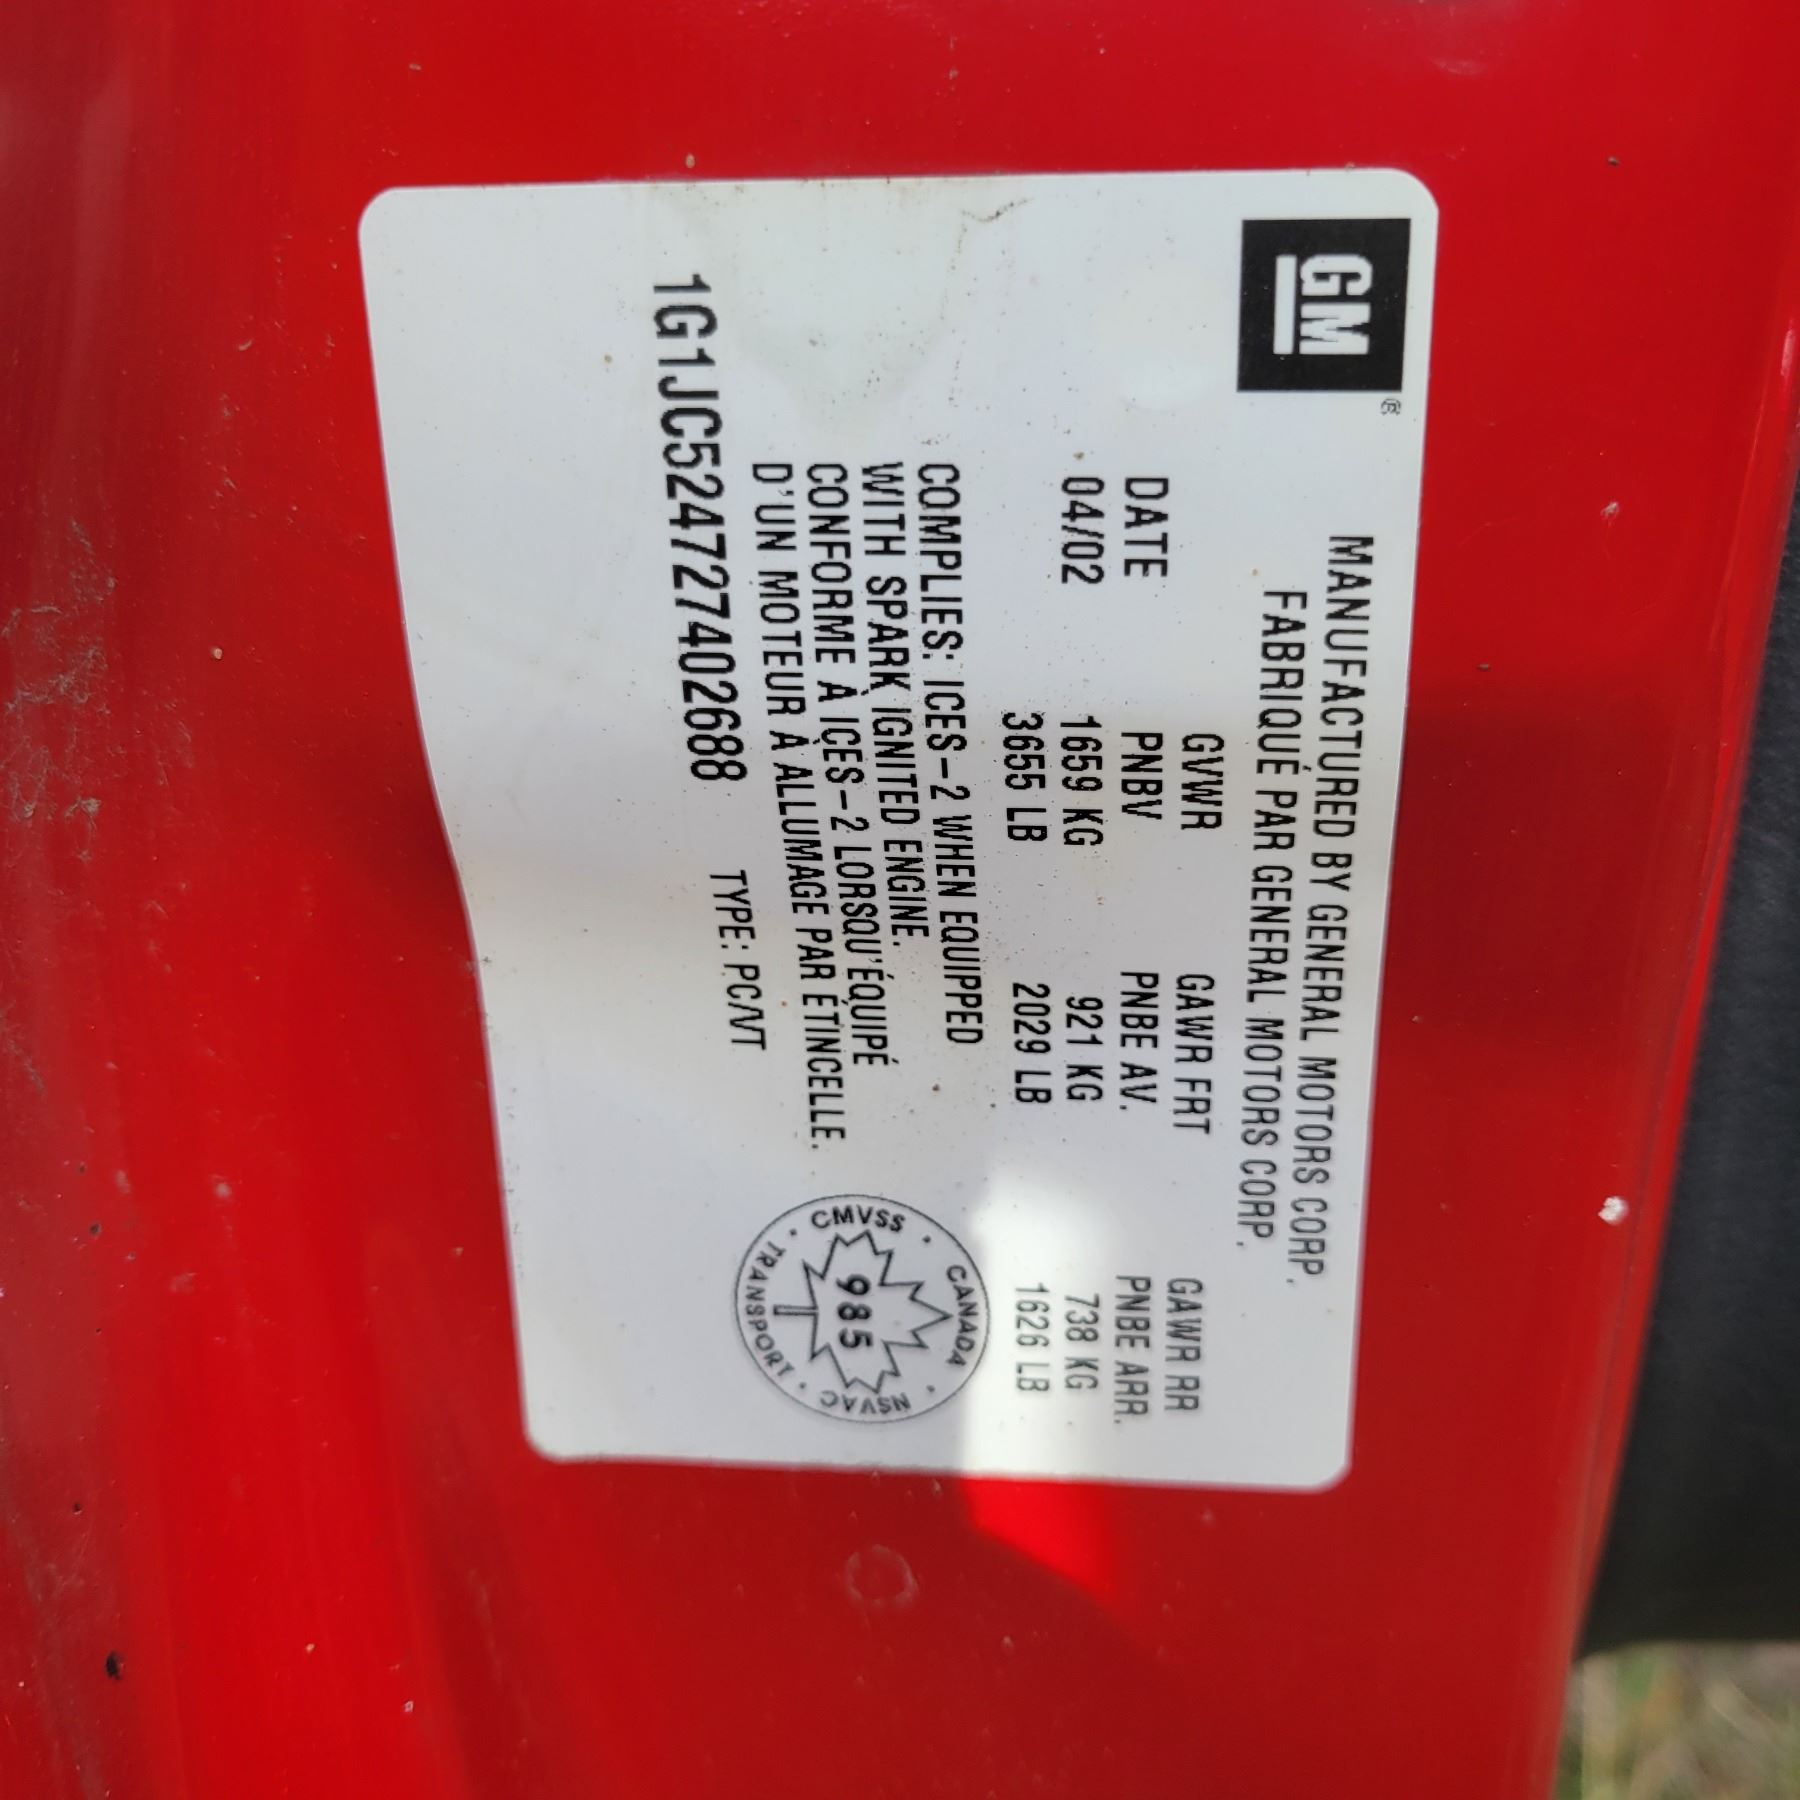 GM ®
MANUFACTURED BY GENERAL MOTORS CORP.
FABRIQUÉ PAR GENERAL MOTORS CORP.
GVWR GAWR FRT GAWR RR
DATE PNBV PNBE AV. PNBE ARR.
04/02 1659 KG 921 KG 738 KG
3655 LB 2029 LB 1626 LB
COMPLIES: ICES-2 WHEN EQUIPPED
WITH SPARK IGNITED ENGINE.
CONFORME À ICES-2 LORSQU'ÉQUIPÉ
D'UN MOTEUR À ALLUMAGE PAR ÉTINCELLE.
1G1JC524727402688 TYPE: PC/VT
CANADA
CMVSS · NSVAC
985
TRANSPORT